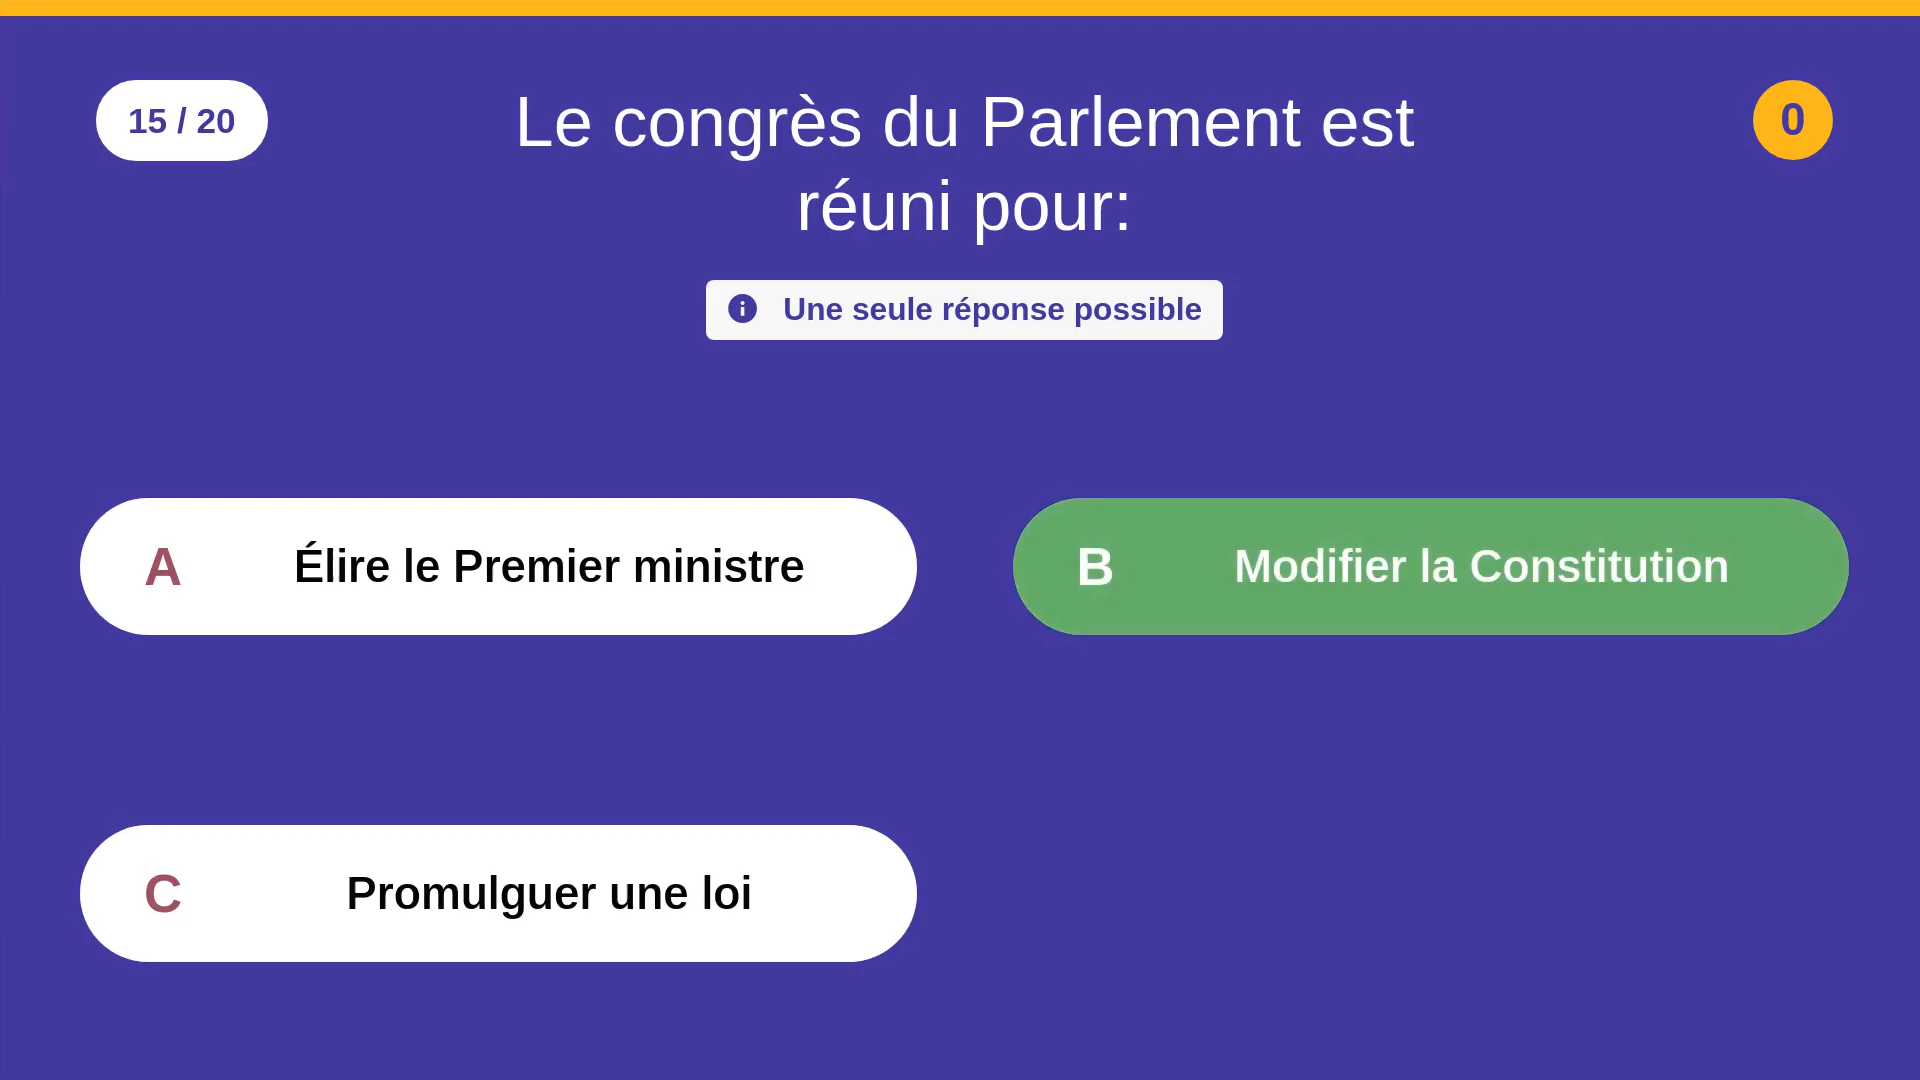 15 / 20
Le congrès du Parlement est
réuni pour:
0
Une seule réponse possible
A Élire le Premier ministre
B Modifier la Constitution
C Promulguer une loi